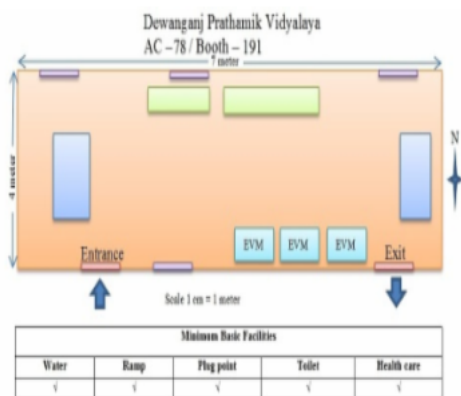 Dewanganj Prathamik Vidyalaya
AC – 78 / Booth – 191
7 meter
4 meter
N
EVM EVM EVM
Entrance Exit
Scale 1 cm = 1 meter
Minimum Basic Facilities
Water Ramp Plug point Toilet Health care
√ √ √ √ √